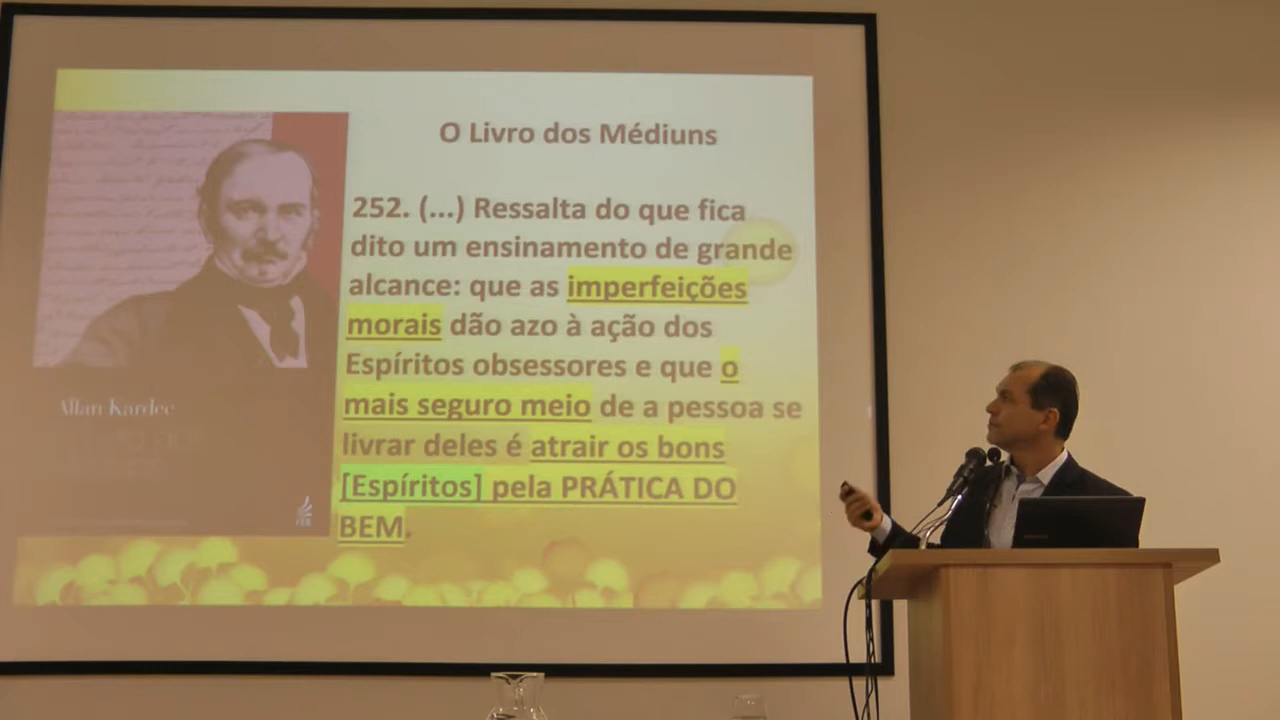 O Livro dos Médiuns
252. (...) Ressalta do que fica
dito um ensinamento de grande
alcance: que as imperfeições
morais dão azo à ação dos
Espíritos obsessores e que o
mais seguro meio de a pessoa se
livrar deles é atrair os bons
[Espíritos] pela PRÁTICA DO
BEM.
Allan Kardec